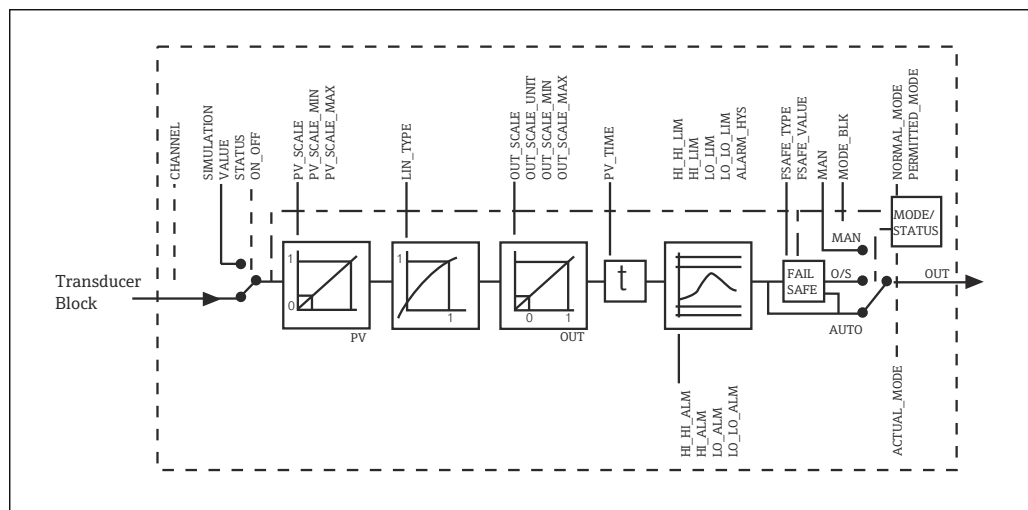 CHANNEL
SIMULATION
VALUE
STATUS
ON_OFF
PV_SCALE
PV_SCALE_MIN
PV_SCALE_MAX
LIN_TYPE
OUT_SCALE
OUT_SCALE_UNIT
OUT_SCALE_MIN
OUT_SCALE_MAX
PV_TIME
HI_HI_LIM
HI_LIM
LO_LIM
LO_LO_LIM
ALARM_HYS
FSAFE_TYPE
FSAFE_VALUE
MAN
MODE_BLK
NORMAL_MODE
PERMITTED_MODE
MODE/
STATUS
Transducer
Block
1
0
PV
1
1
1
0
1
OUT
t
FAIL
SAFE
MAN
O/S
AUTO
OUT
HI_HI_ALM
HI_ALM
LO_ALM
LO_LO_ALM
ACTUAL_MODE